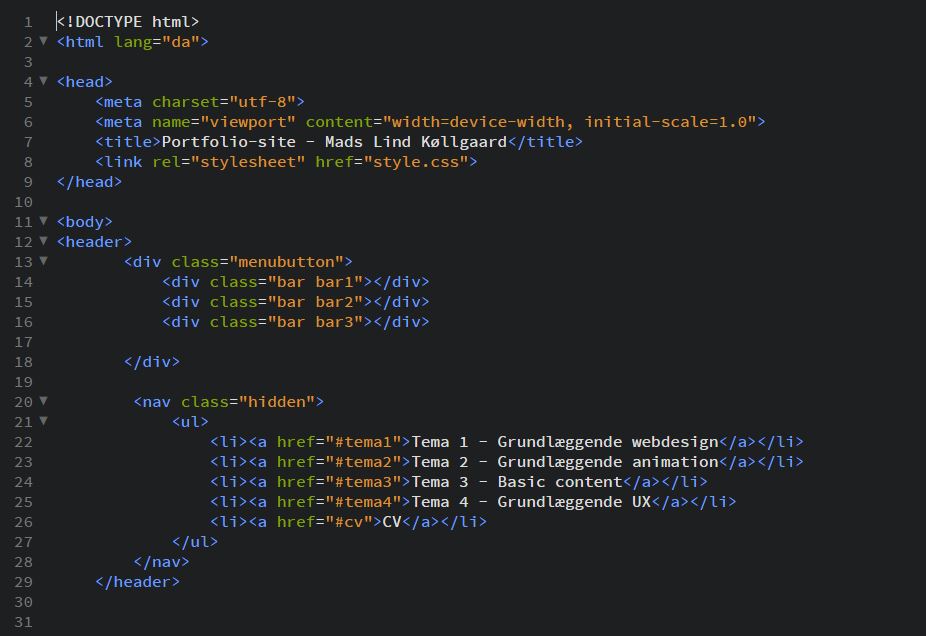 1 <!DOCTYPE html>
2 <html lang="da">
3
4 <head>
5 <meta charset="utf-8">
6 <meta name="viewport" content="width=device-width, initial-scale=1.0">
7 <title>Portfolio-site - Mads Lind Køllgaard</title>
8 <link rel="stylesheet" href="style.css">
9 </head>
10
11 <body>
12 <header>
13 <div class="menubutton">
14 <div class="bar bar1"></div>
15 <div class="bar bar2"></div>
16 <div class="bar bar3"></div>
17
18 </div>
19
20 <nav class="hidden">
21 <ul>
22 <li><a href="#tema1">Tema 1 - Grundlæggende webdesign</a></li>
23 <li><a href="#tema2">Tema 2 - Grundlæggende animation</a></li>
24 <li><a href="#tema3">Tema 3 - Basic content</a></li>
25 <li><a href="#tema4">Tema 4 - Grundlæggende UX</a></li>
26 <li><a href="#cv">CV</a></li>
27 </ul>
28 </nav>
29 </header>
30
31